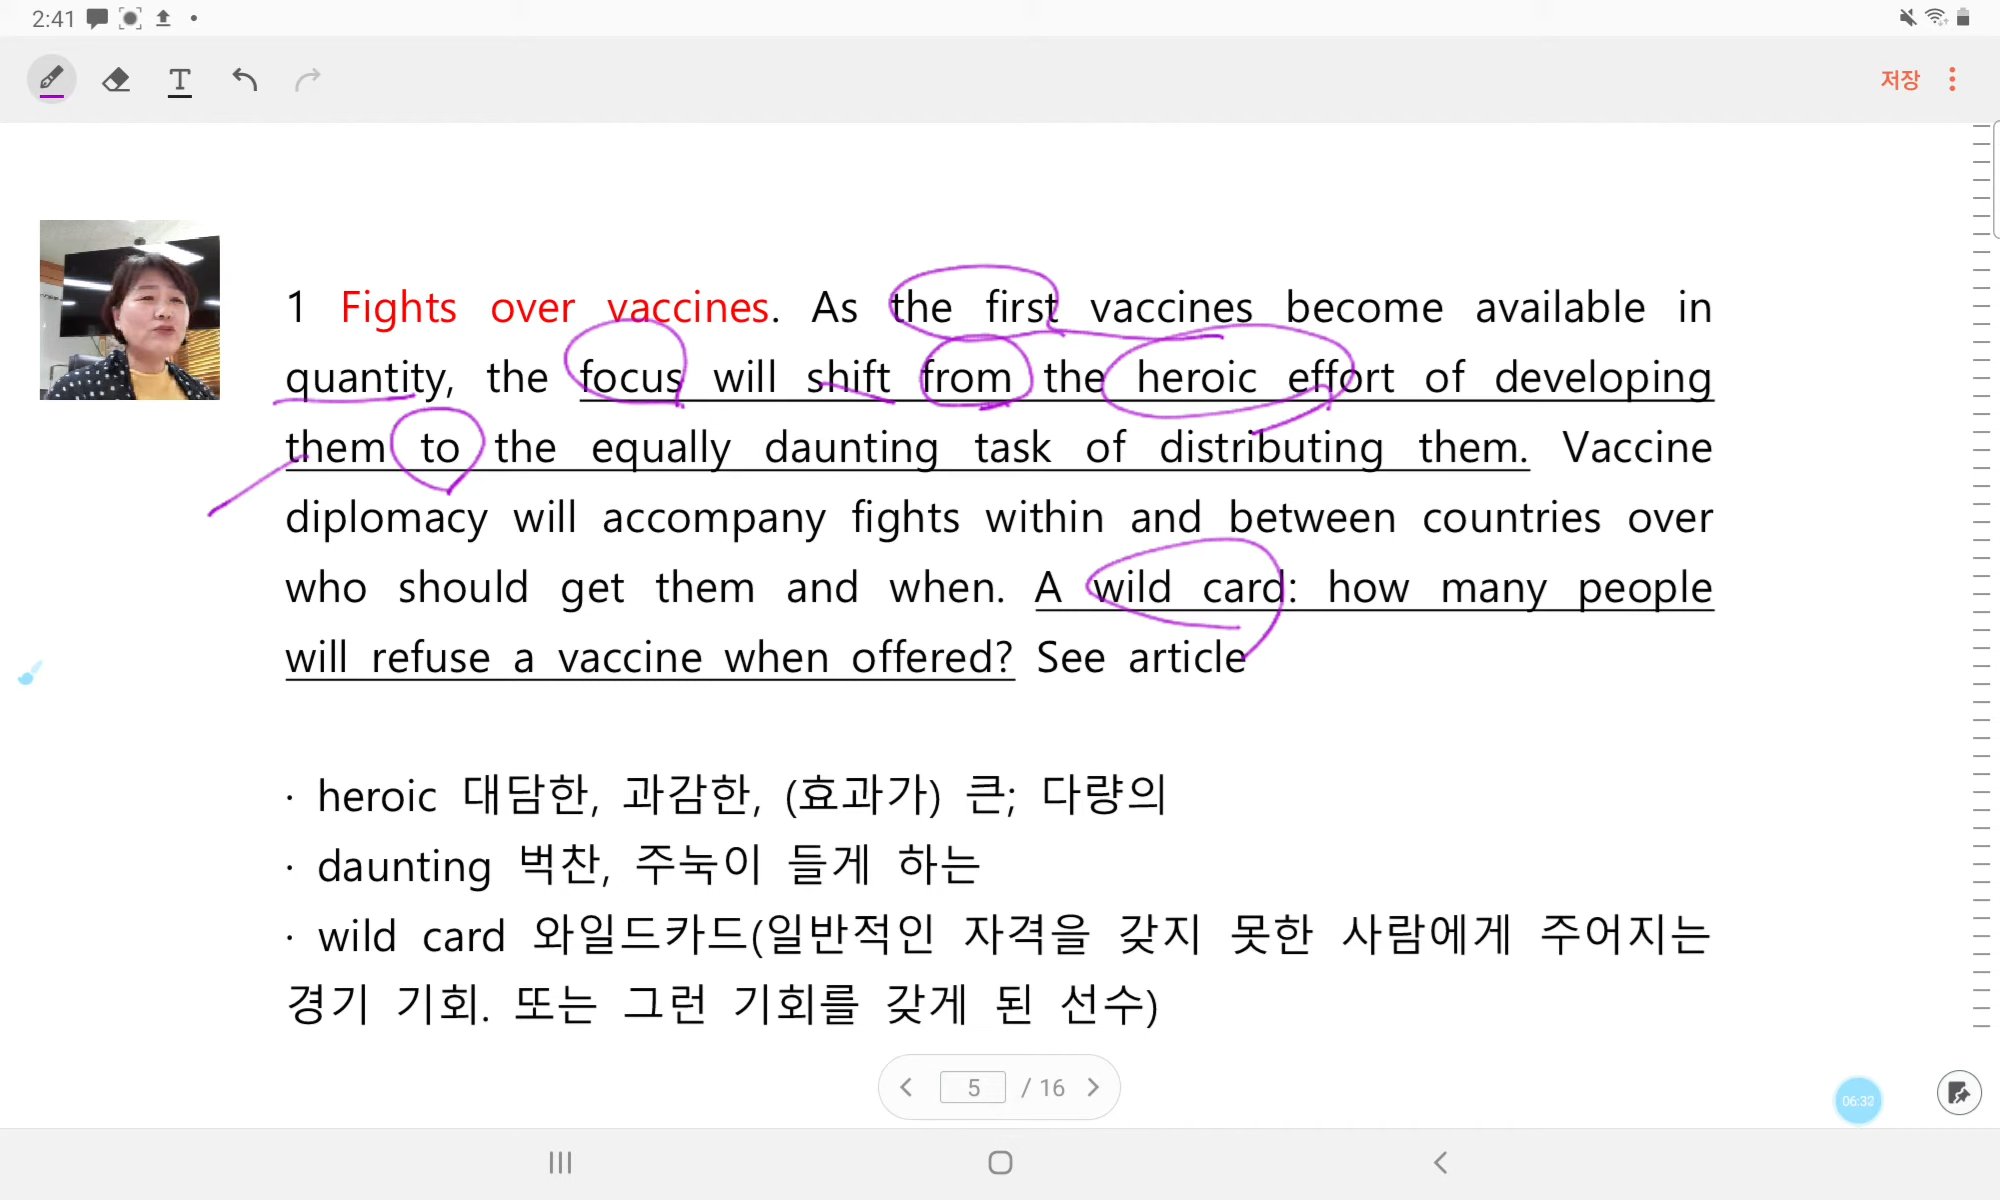 2:41
저장
1 Fights over vaccines. As the first vaccines become available in
quantity, the focus will shift from the heroic effort of developing
them to the equally daunting task of distributing them. Vaccine
diplomacy will accompany fights within and between countries over
who should get them and when. A wild card: how many people
will refuse a vaccine when offered? See article
· heroic 대담한, 과감한, (효과가) 큰; 다량의
· daunting 벅찬, 주눅이 들게 하는
· wild card 와일드카드(일반적인 자격을 갖지 못한 사람에게 주어지는
경기 기회. 또는 그런 기회를 갖게 된 선수)
5 / 16
06:32